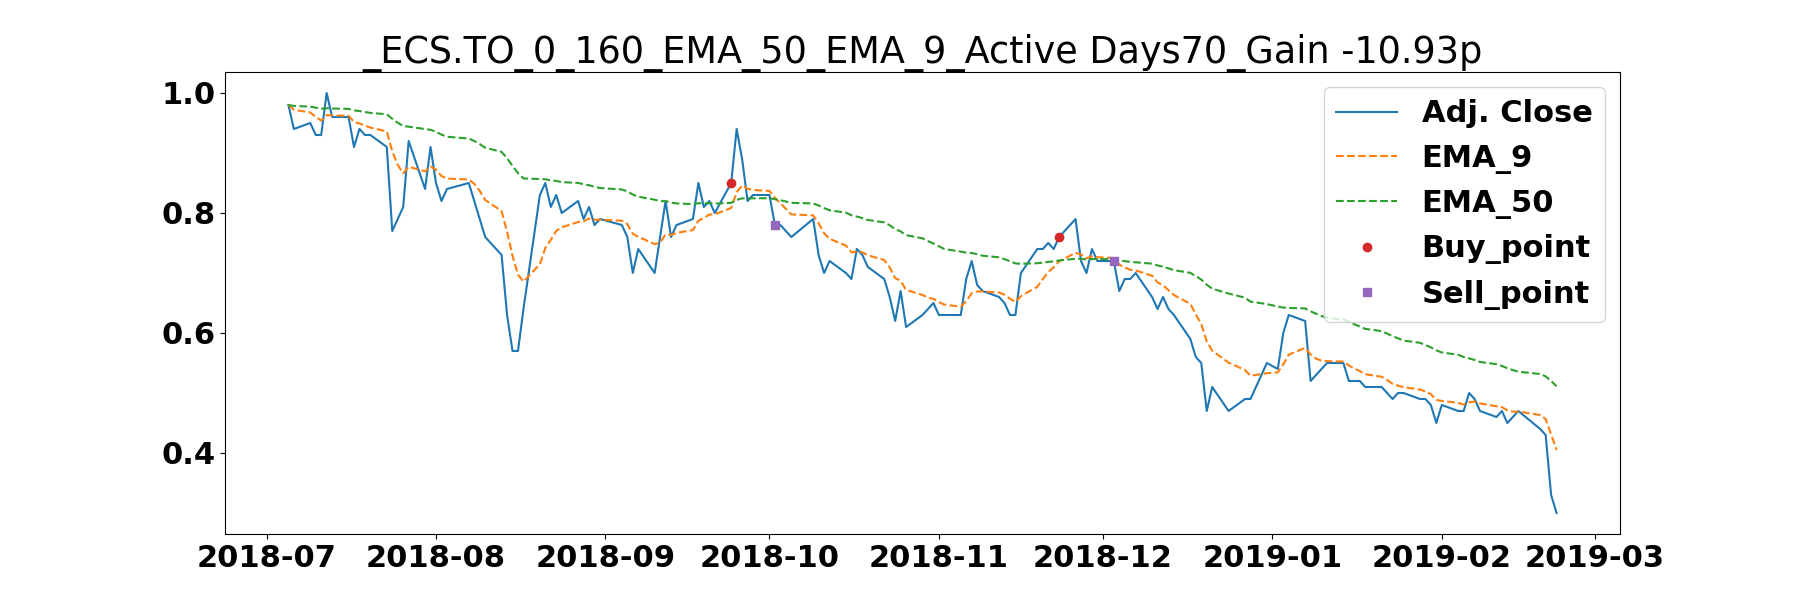 _ECS.TO_0_160_EMA_50_EMA_9_Active Days70_Gain -10.93p
1.0
0.8
0.6
0.4
Adj. Close
EMA_9
EMA_50
Buy_point
Sell_point
2018-07 2018-08 2018-09 2018-10 2018-11 2018-12 2019-01 2019-02 2019-03